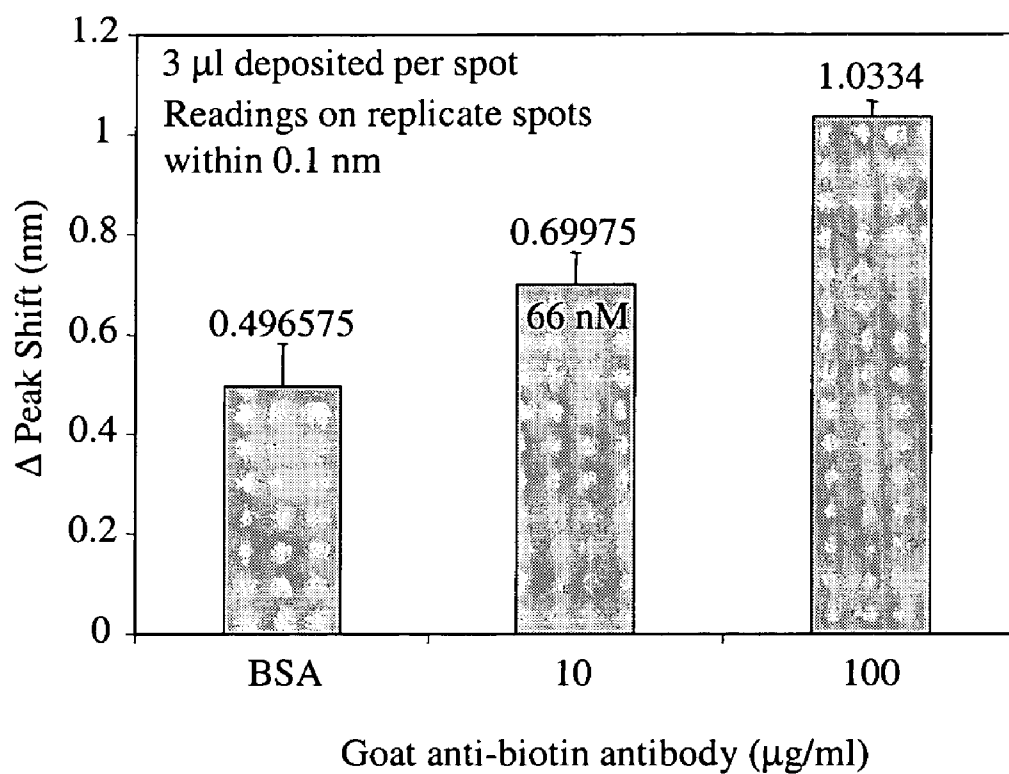 1.2
1
0.8
0.6
0.4
0.2
0
Δ Peak Shift (nm)
3 μl deposited per spot
Readings on replicate spots
within 0.1 nm
0.496575
0.69975
66 nM
1.0334
BSA
10
100
Goat anti-biotin antibody (μg/ml)